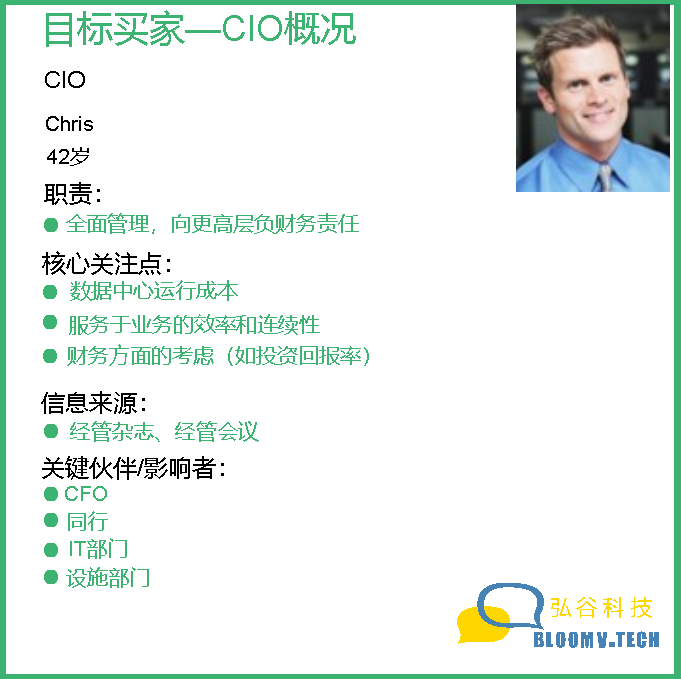 目标买家—CIO概况
CIO
Chris
42岁
职责：
● 全面管理，向更高层负财务责任
核心关注点：
● 数据中心运行成本
● 服务于业务的效率和连续性
● 财务方面的考虑（如投资回报率）
信息来源：
● 经管杂志、经管会议
关键伙伴/影响者：
● CFO
● 同行
● IT部门
● 设施部门
弘谷科技
BLOOMV.TECH